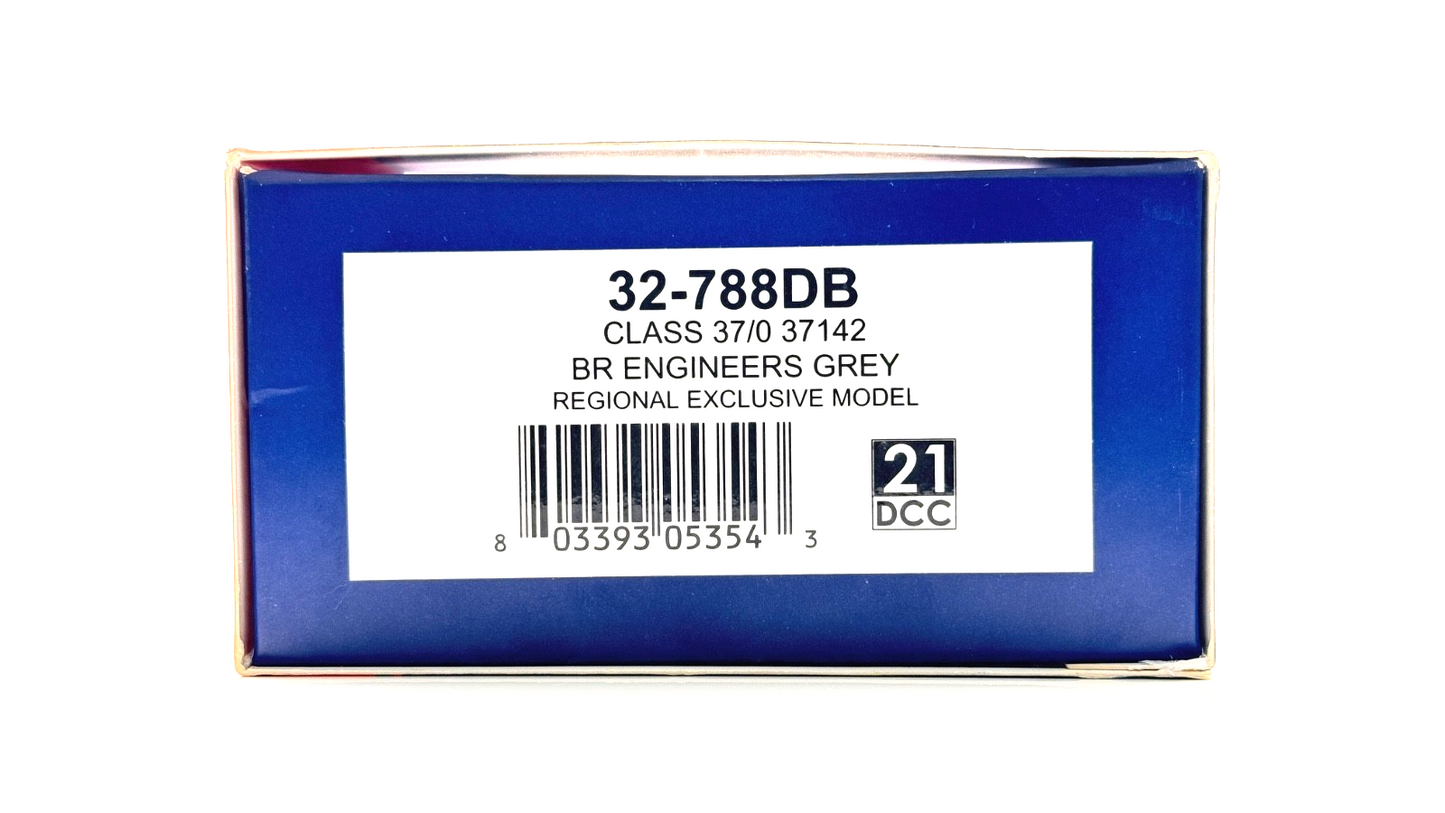 32-788DB
CLASS 37/0 37142
BR ENGINEERS GREY
REGIONAL EXCLUSIVE MODEL
8 03393 05354 3
21
DCC